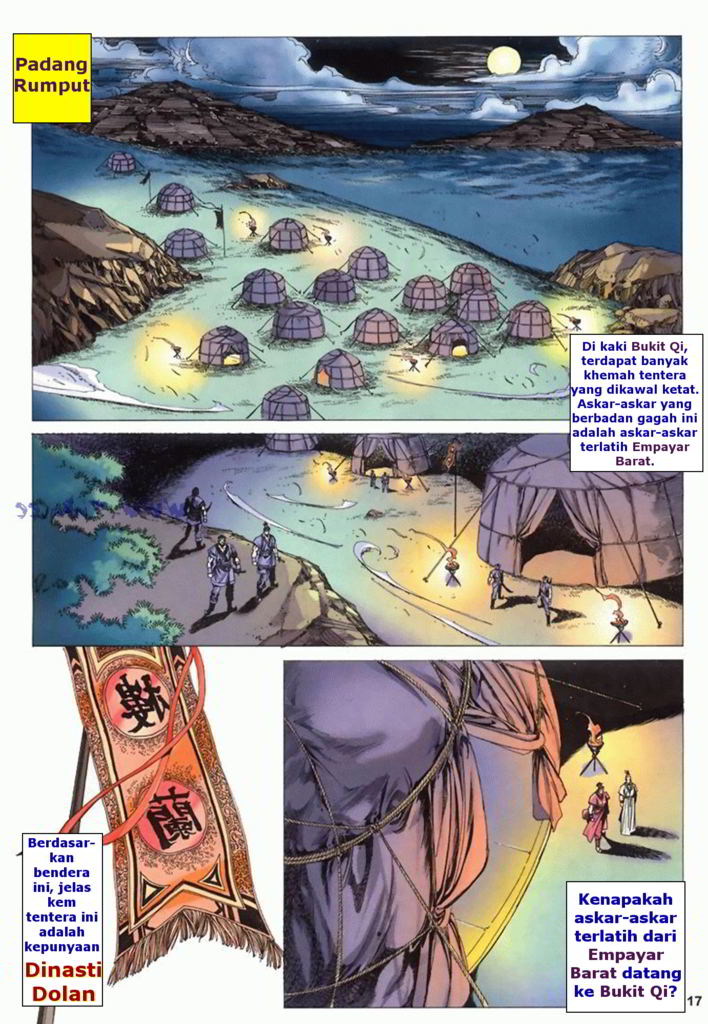 Padang
Rumput
Di kaki Bukit Qi,
terdapat banyak
khemah tentera
yang dikawal ketat.
Askar-askar yang
berbadan gagah ini
adalah askar-askar
terlatih Empayar
Barat.
樓
蘭
Berdasar-
kan
bendera
ini, jelas
kem
tentera ini
adalah
kepunyaan
Dinasti
Dolan
Kenapakah
askar-askar
terlatih dari
Empayar
Barat datang
ke Bukit Qi?
17